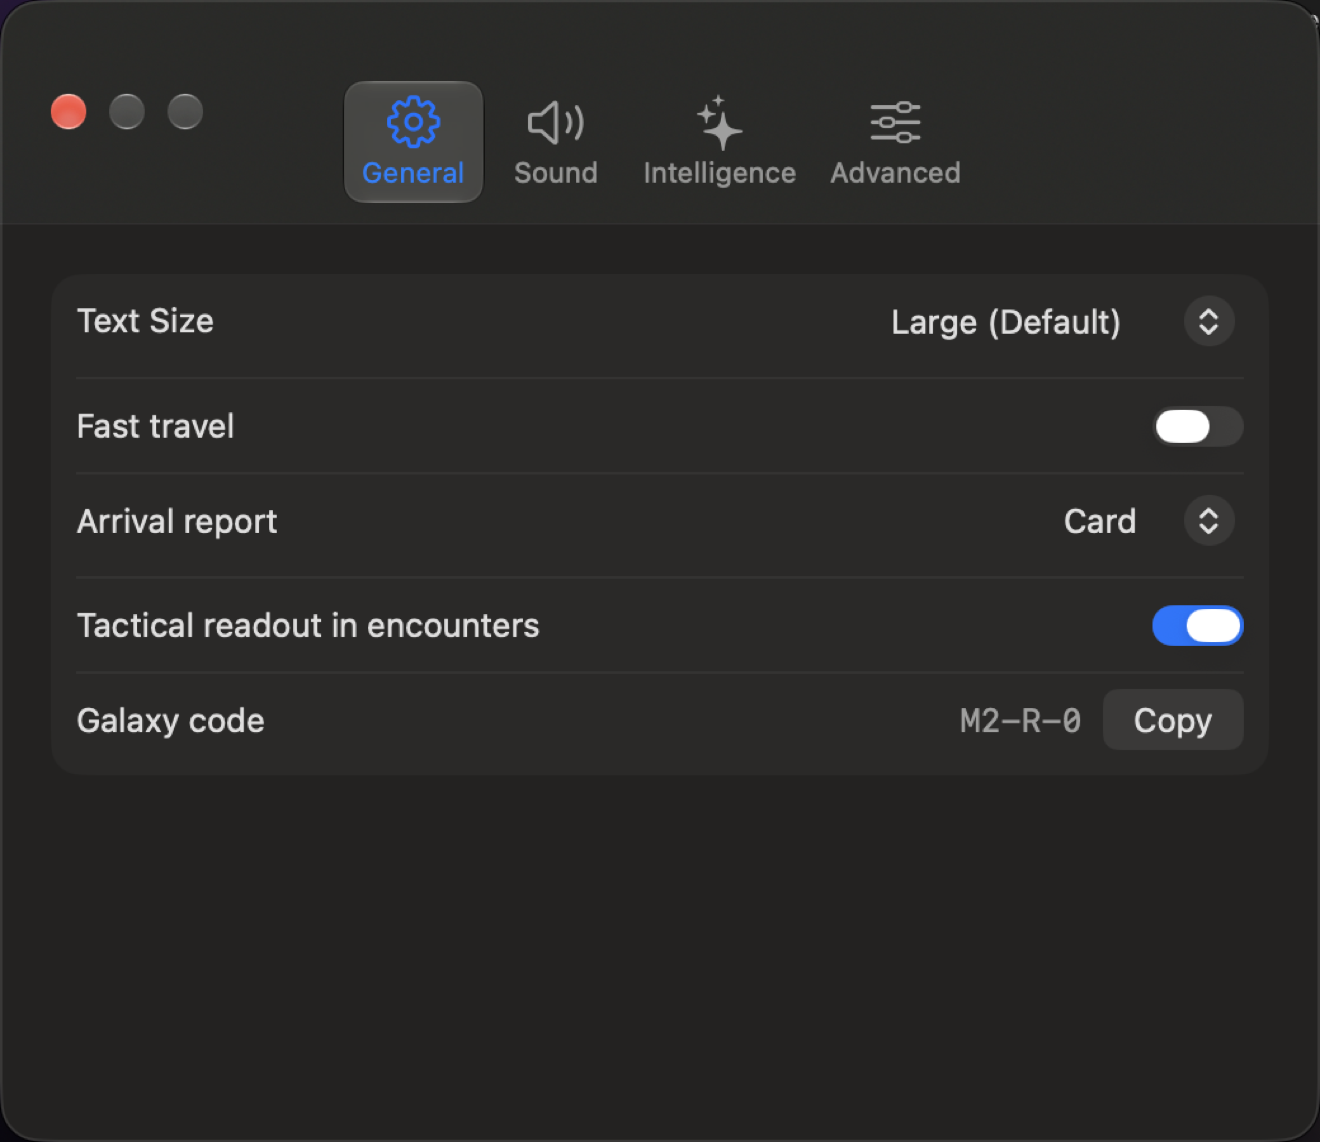 General
Sound
Intelligence
Advanced
Text Size
Large (Default)
Fast travel
Arrival report
Card
Tactical readout in encounters
Galaxy code
M2–R–0
Copy